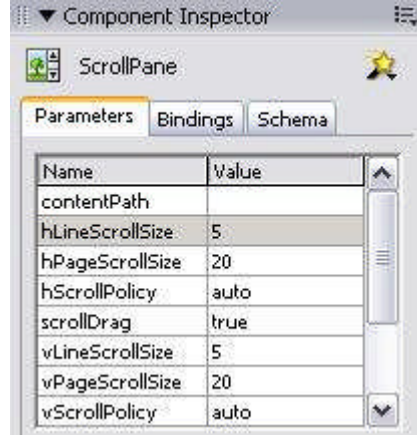 Component Inspector
ScrollPane
Parameters Bindings Schema
Name Value
contentPath
hLineScrollSize 5
hPageScrollSize 20
hScrollPolicy auto
scrollDrag true
vLineScrollSize 5
vPageScrollSize 20
vScrollPolicy auto